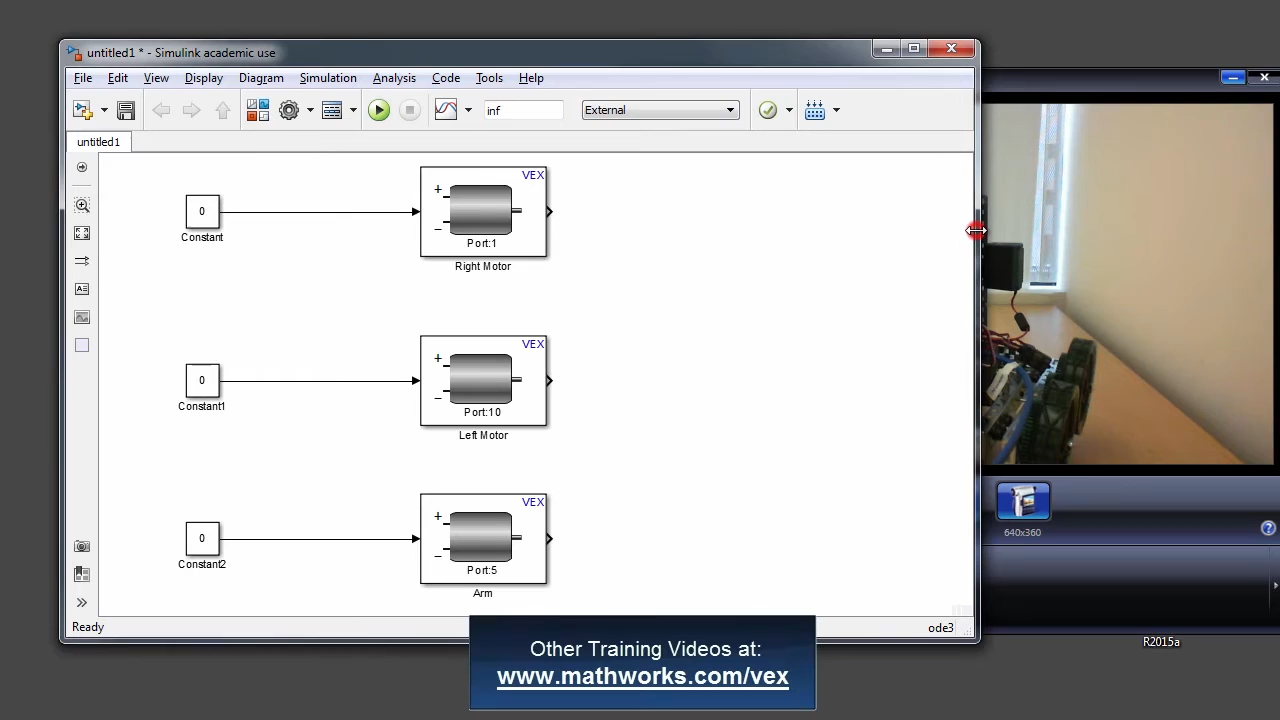 untitled1 * - Simulink academic use
File Edit View Display Diagram Simulation Analysis Code Tools Help
inf
External
untitled1
VEX
+
−
0
Port:1
Constant
Right Motor
VEX
+
−
0
Port:10
Constant1
Left Motor
VEX
+
−
0
Port:5
Constant2
Arm
640x360
Ready
ode3
R2015a
Other Training Videos at:
www.mathworks.com/vex